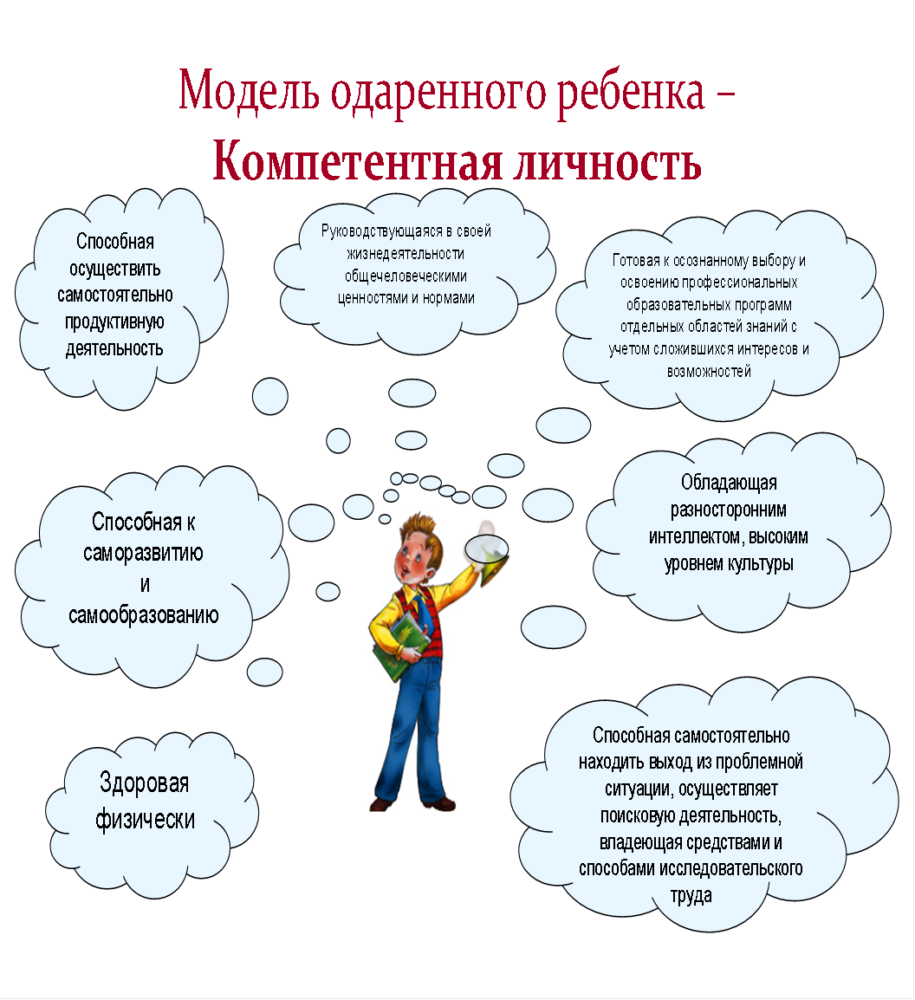 Модель одаренного ребенка –
Компетентная личность
Способная
осуществить
самостоятельно
продуктивную
деятельность
Руководствующаяся в своей
жизнедеятельности
общечеловеческими
ценностями и нормами
Готовая к осознанному выбору и
освоению профессиональных
образовательных программ
отдельных областей знаний с
учетом сложившихся интересов и
возможностей
Способная к
саморазвитию
и
самообразованию
Обладающая
разносторонним
интеллектом, высоким
уровнем культуры
Здоровая
физически
Способная самостоятельно
находить выход из проблемной
ситуации, осуществляет
поисковую деятельность,
владеющая средствами и
способами исследовательского
труда